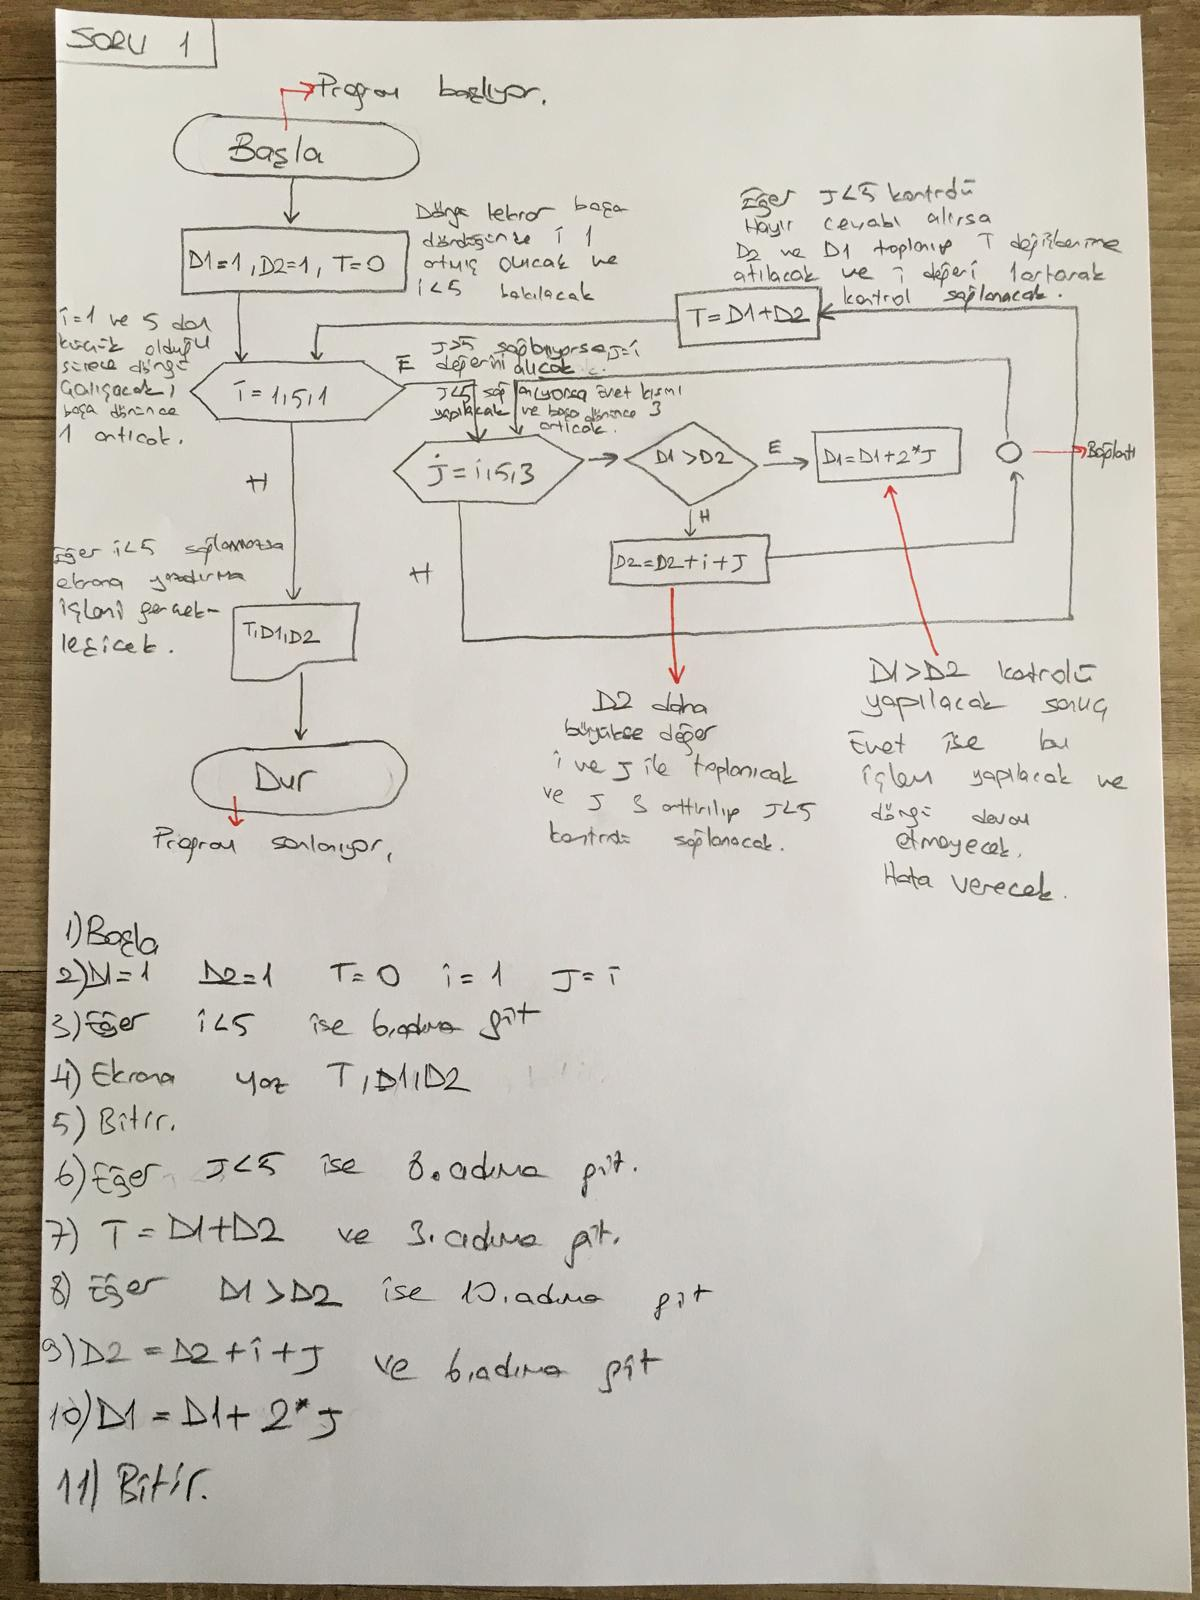 SORU 1
Program başlıyor.
Başla
D1=1, D2=1, T=0
Döngü tekrar başa
döndüğünde i 1
artmış olucak ve
i<5 bakılacak
Eğer J<5 kontrolü
Hayır cevabı alırsa
D2 ve D1 toplanıp T değişkenine
atılacak ve i değeri 1 artarak
kontrol sağlanacak.
T=D1+D2
i=1 ve 5 den
küçük olduğu
sürece döngü
Çalışacak,
başa dönünce
1 artıcak.
i=1,5,1
E
J>5 sağlanıyorsa J=i
değerini alıcak.
J<5 sağlanıyorsa Evet kısmı
yapılacak ve başa dönünce 3
artıcak.
j=i,5,3
D1>D2
E
D1=D1+2*J
Bağlantı
H
H
D2=D2+i+J
H
Eğer i<5 sağlanmazsa
ekrana yazdırma
işlemi gerçek-
leşicek.
T,D1,D2
Dur
Program sonlanıyor.
D2 daha
büyükse değer
i ve J ile toplanıcak
ve J 3 arttırılıp J<5
kontrolü sağlanacak.
D1>D2 kontrolü
yapılacak sonuç
Evet ise bu
işlem yapılacak ve
döngü devam
etmeyecek.
Hata verecek.
1) Başla
2) D1=1 D2=1 T=0 i=1 J=i
3) Eğer i<5 ise 6.adıma git
4) Ekrana yaz T,D1,D2
5) Bitir.
6) Eğer J<5 ise 8.adıma git.
7) T=D1+D2 ve 3.adıma git.
8) Eğer D1>D2 ise 10.adıma git
9) D2=D2+i+J ve 6.adıma git
10) D1=D1+2*J
11) Bitir.